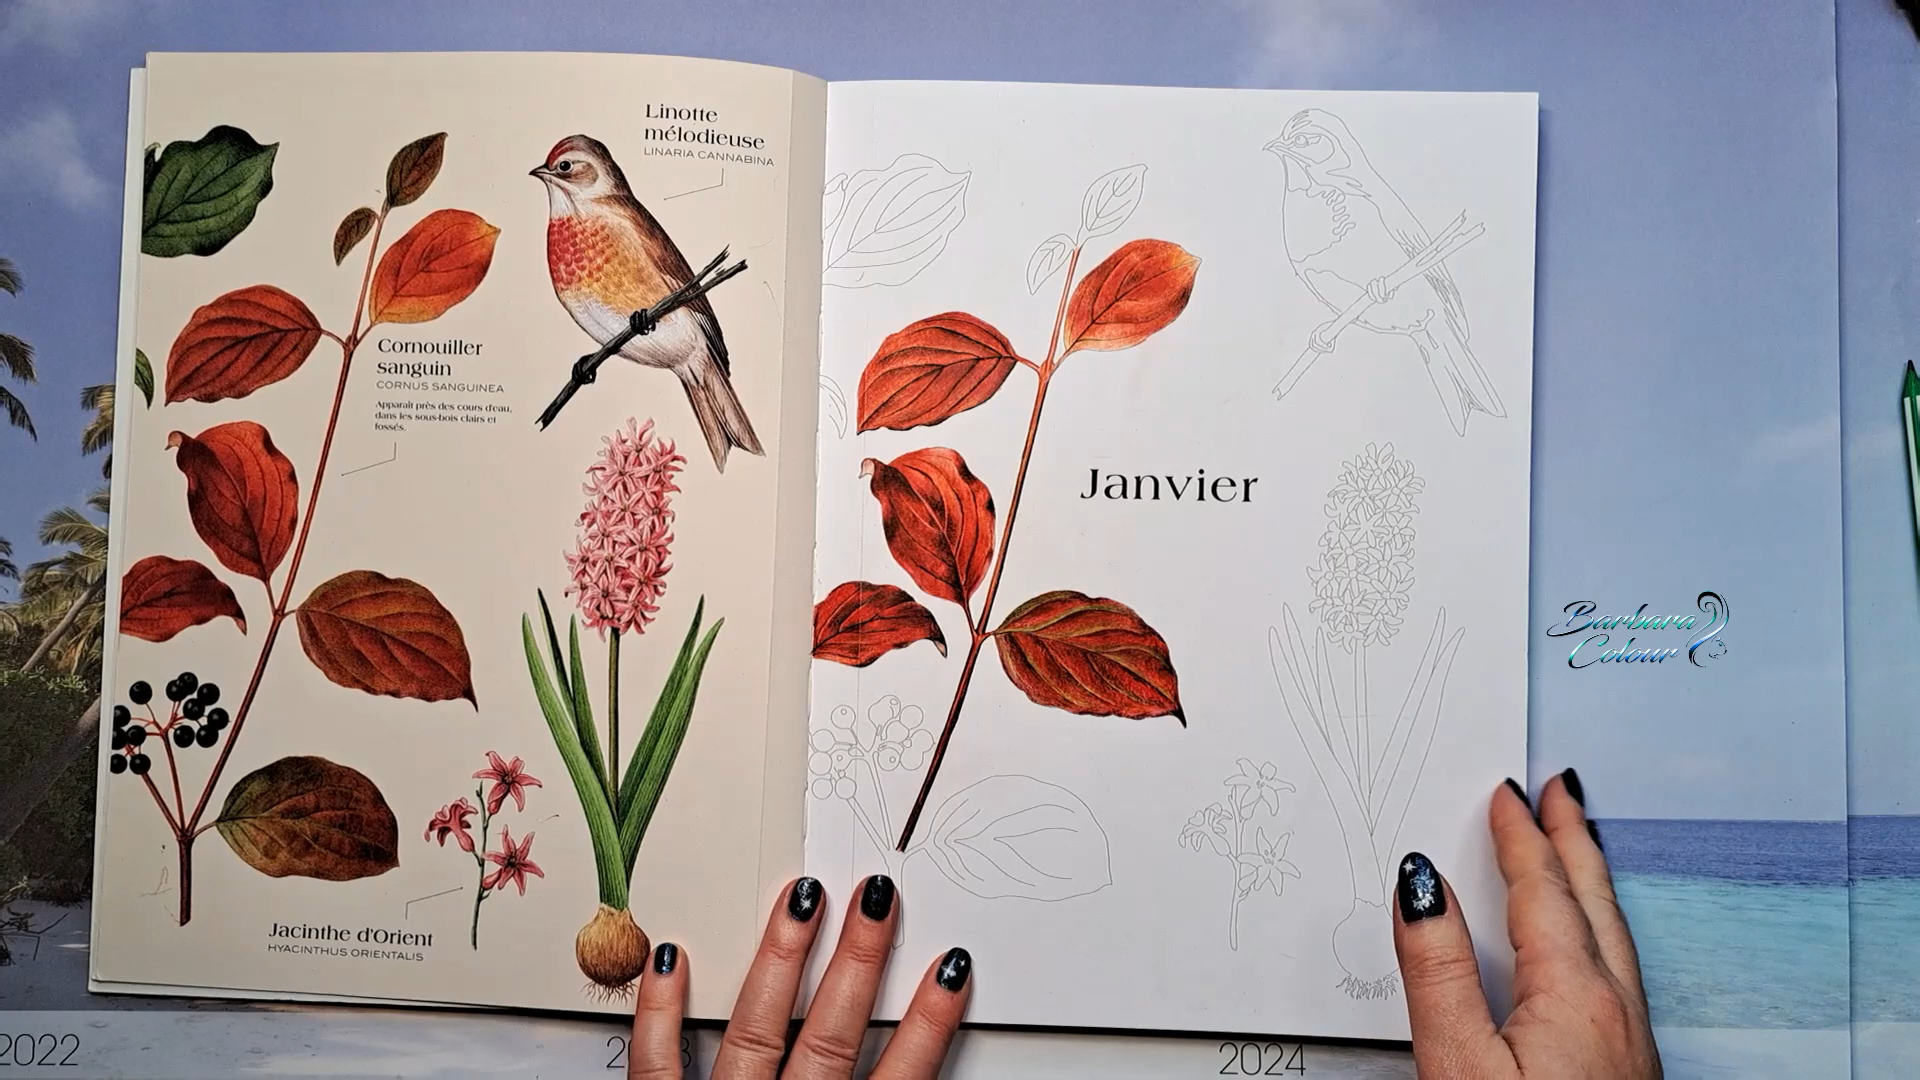 Linotte
mélodieuse
LINARIA CANNABINA
Cornouiller
sanguin
CORNUS SANGUINEA
Apparaît près des cours d'eau,
dans les sous-bois clairs et
fossés.
Jacinthe d'Orient
HYACINTHUS ORIENTALIS
Janvier
Barbara
Colour
2022
2024